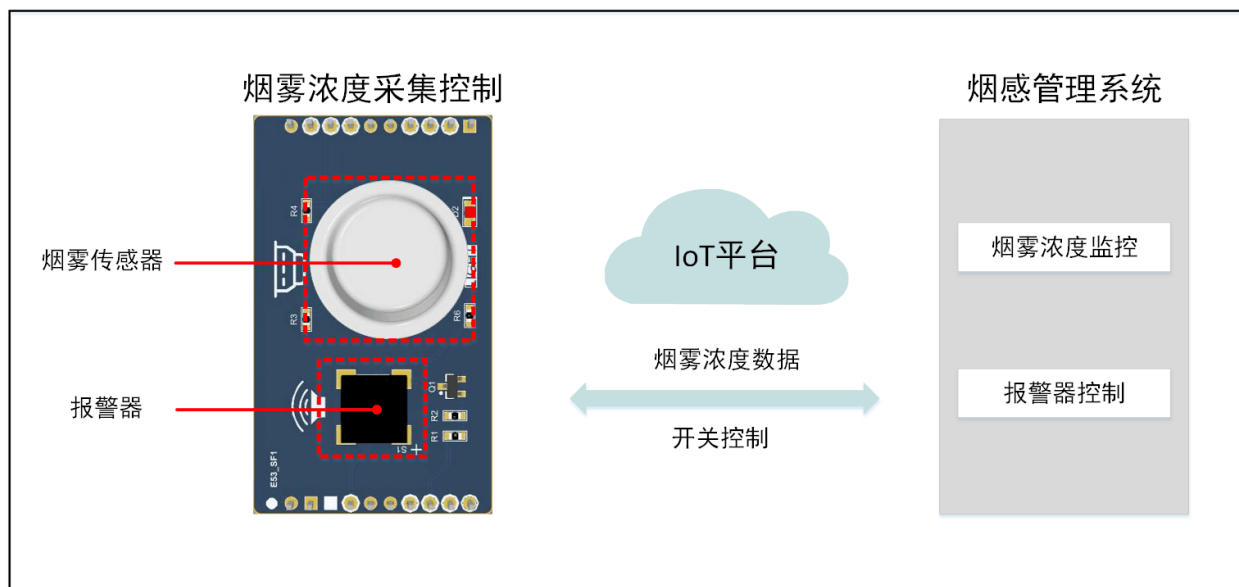 烟雾浓度采集控制
烟感管理系统
R4
D2
烟雾传感器
R3
R6
IoT平台
烟雾浓度监控
烟雾浓度数据
报警器
Q1
R2
R1
S1
E53_SF1
开关控制
报警器控制